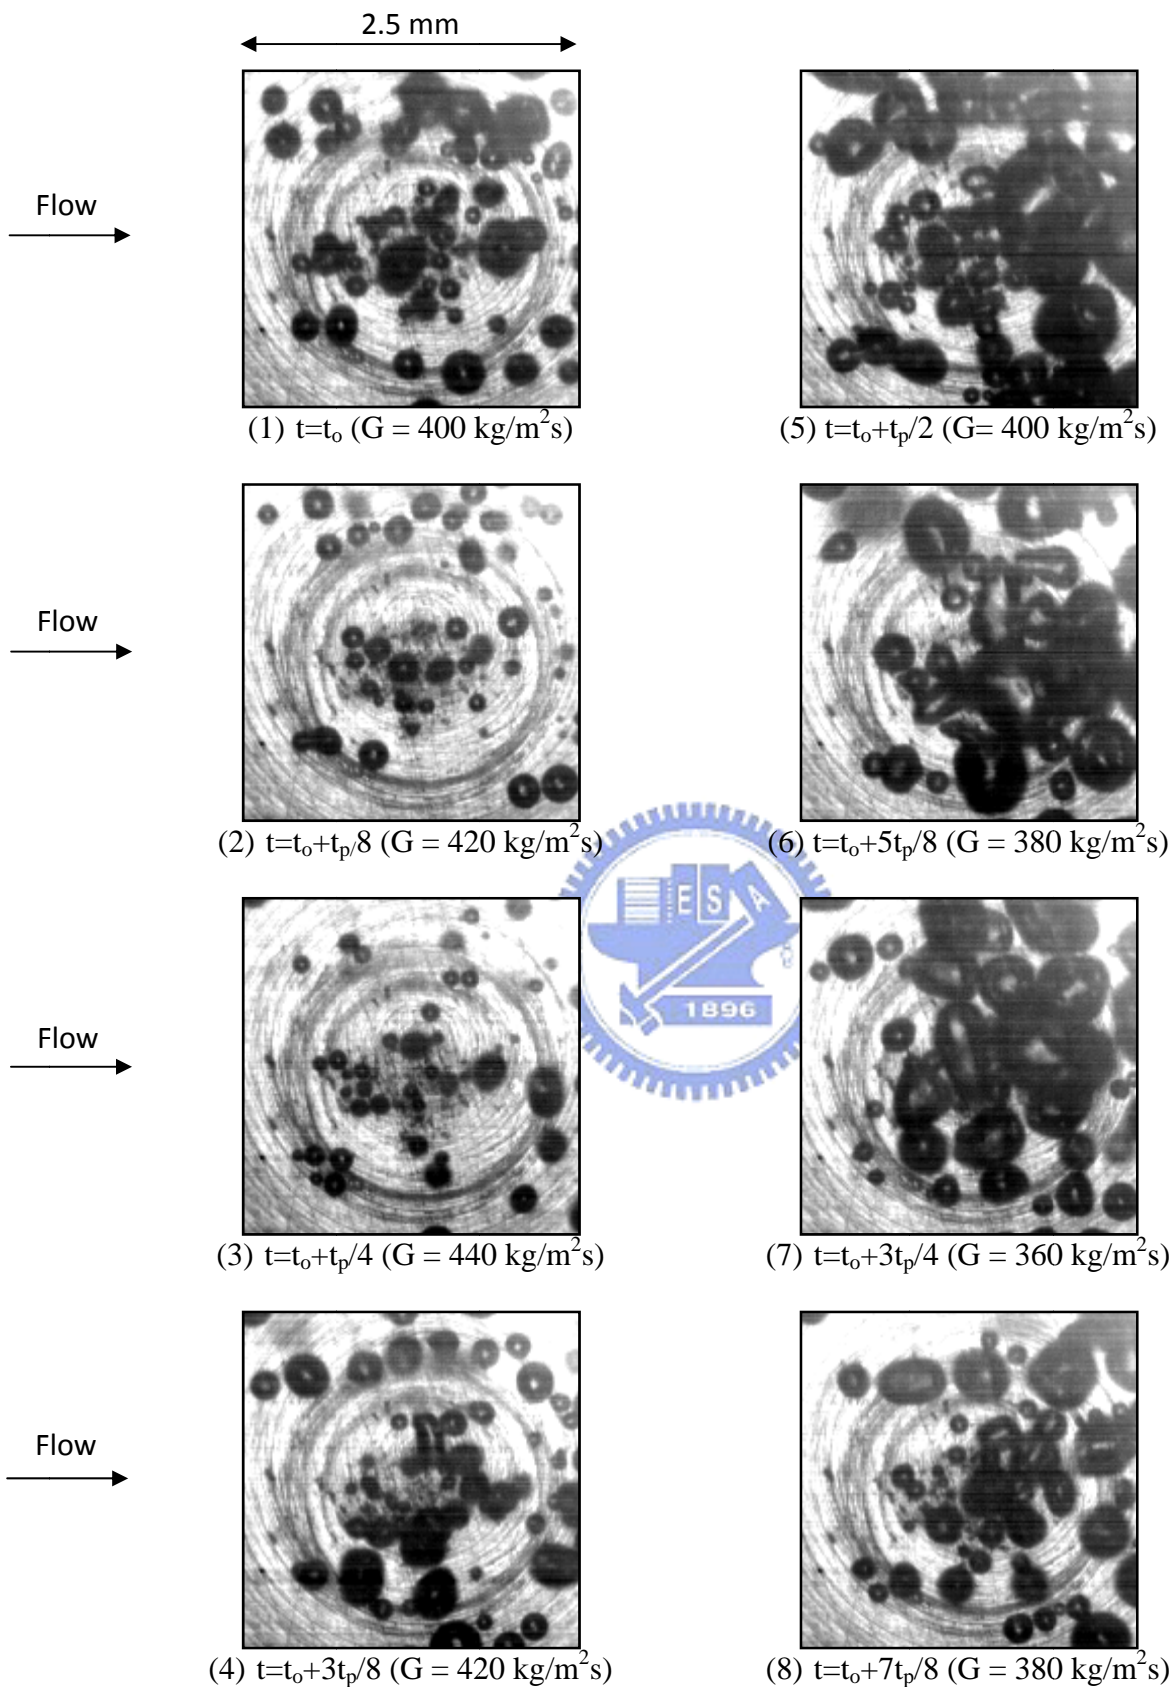 2.5 mm
Flow
(1) t=tₒ (G = 400 kg/m²s)
(5) t=tₒ+tₚ/2 (G= 400 kg/m²s)
Flow
(2) t=tₒ+tₚ/8 (G = 420 kg/m²s)
(6) t=tₒ+5tₚ/8 (G = 380 kg/m²s)
E S A
1896
Flow
(3) t=tₒ+tₚ/4 (G = 440 kg/m²s)
(7) t=tₒ+3tₚ/4 (G = 360 kg/m²s)
Flow
(4) t=tₒ+3tₚ/8 (G = 420 kg/m²s)
(8) t=tₒ+7tₚ/8 (G = 380 kg/m²s)